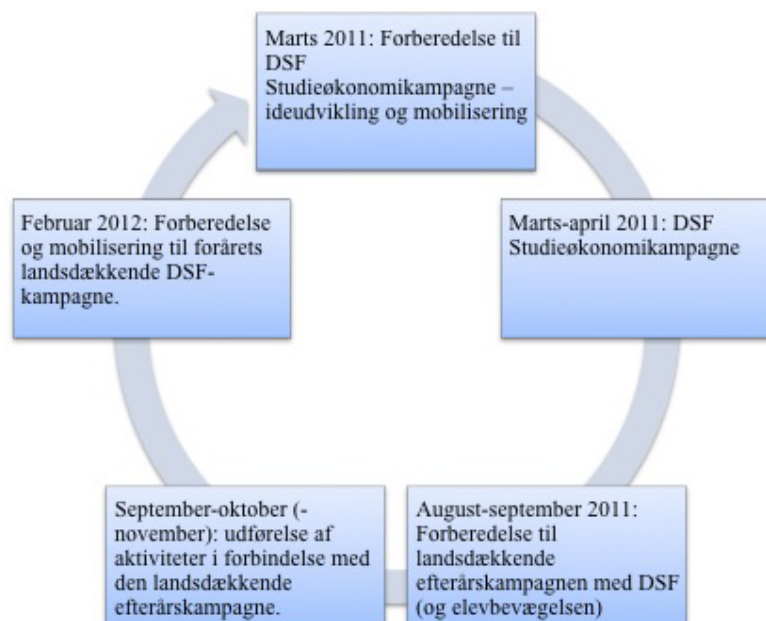 Marts 2011: Forberedelse til
DSF
Studieøkonomikampagne –
ideudvikling og mobilisering
Marts-april 2011: DSF
Studieøkonomikampagne
August-september 2011:
Forberedelse til
landsdækkende
efterårskampagnen med DSF
(og elevbevægelsen)
September-oktober (-
november): udførelse af
aktiviteter i forbindelse med
den landsdækkende
efterårskampagne.
Februar 2012: Forberedelse
og mobilisering til forårets
landsdækkende DSF-
kampagne.